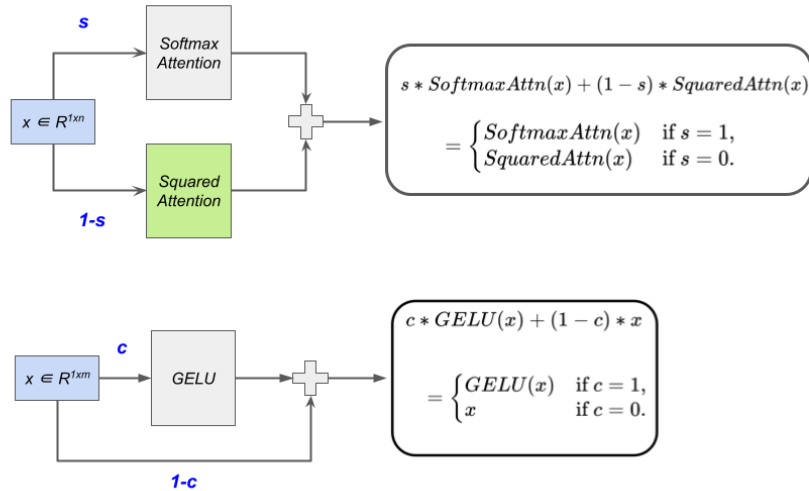 s
Softmax
Attention
x ∈ R^{1xn}
Squared
Attention
1-s
s * SoftmaxAttn(x) + (1 − s) * SquaredAttn(x)
= { SoftmaxAttn(x) if s = 1,
SquaredAttn(x) if s = 0.
c
x ∈ R^{1xm}
GELU
1-c
c * GELU(x) + (1 − c) * x
= { GELU(x) if c = 1,
x if c = 0.